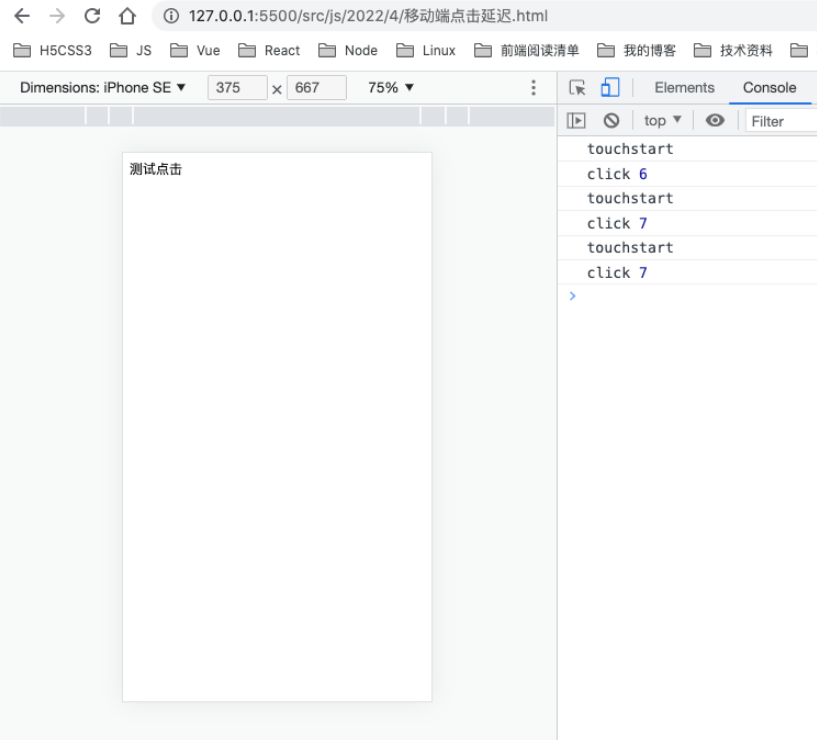 127.0.0.1:5500/src/js/2022/4/移动端点击延迟.html
H5CSS3 JS Vue React Node Linux 前端阅读清单 我的博客 技术资料
Dimensions: iPhone SE ▼ 375 × 667 75% ▼
Elements Console
top ▼ Filter
测试点击
touchstart
click 6
touchstart
click 7
touchstart
click 7